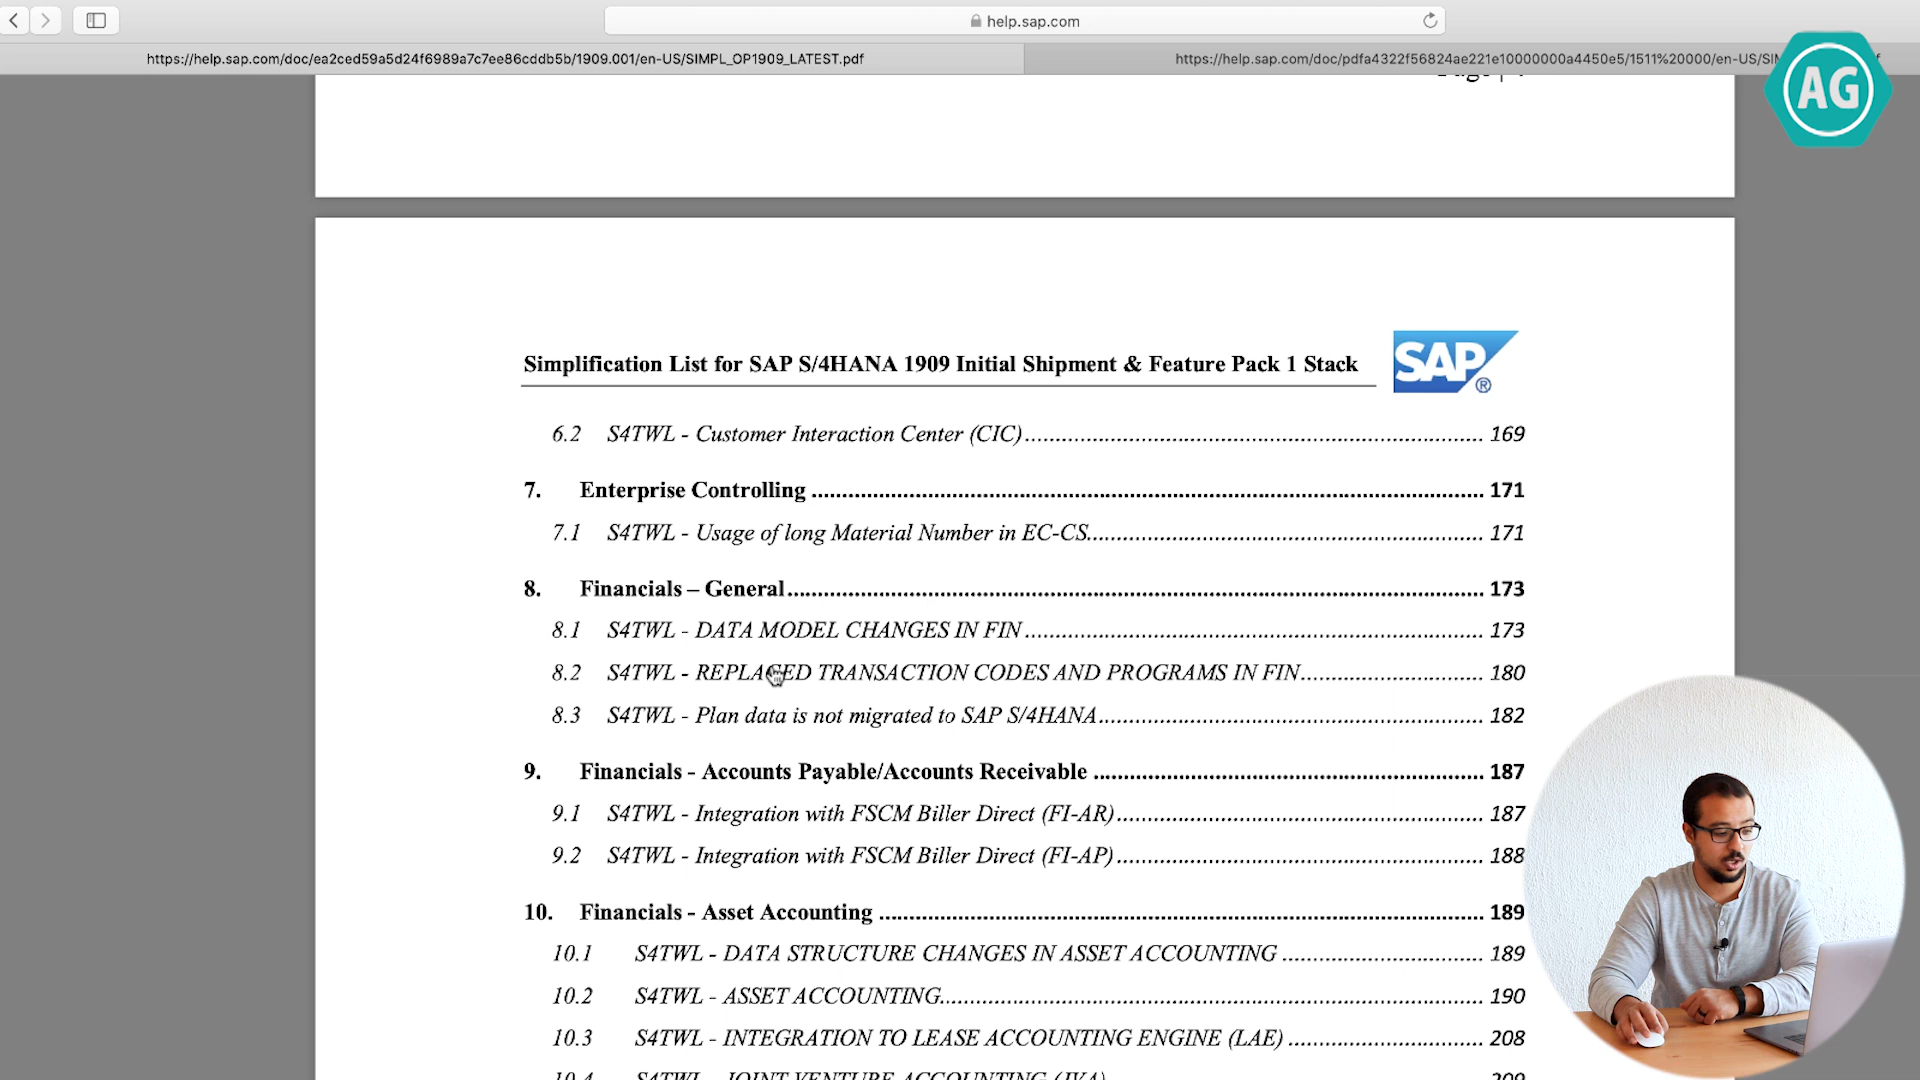 help.sap.com
https://help.sap.com/doc/ea2ced59a5d24f6989a7c7ee86cddb5b/1909.001/en-US/SIMPL_OP1909_LATEST.pdf
https://help.sap.com/doc/pdfa4322f56824ae221e10000000a4450e5/1511%20000/en-US/SI
AG
Simplification List for SAP S/4HANA 1909 Initial Shipment & Feature Pack 1 Stack
SAP ®
6.2 S4TWL - Customer Interaction Center (CIC) 169
7. Enterprise Controlling 171
7.1 S4TWL - Usage of long Material Number in EC-CS 171
8. Financials – General 173
8.1 S4TWL - DATA MODEL CHANGES IN FIN 173
8.2 S4TWL - REPLACED TRANSACTION CODES AND PROGRAMS IN FIN 180
8.3 S4TWL - Plan data is not migrated to SAP S/4HANA 182
9. Financials - Accounts Payable/Accounts Receivable 187
9.1 S4TWL - Integration with FSCM Biller Direct (FI-AR) 187
9.2 S4TWL - Integration with FSCM Biller Direct (FI-AP) 188
10. Financials - Asset Accounting 189
10.1 S4TWL - DATA STRUCTURE CHANGES IN ASSET ACCOUNTING 189
10.2 S4TWL - ASSET ACCOUNTING 190
10.3 S4TWL - INTEGRATION TO LEASE ACCOUNTING ENGINE (LAE) 208
10.4 S4TWL - JOINT VENTURE ACCOUNTING (JVA) 209